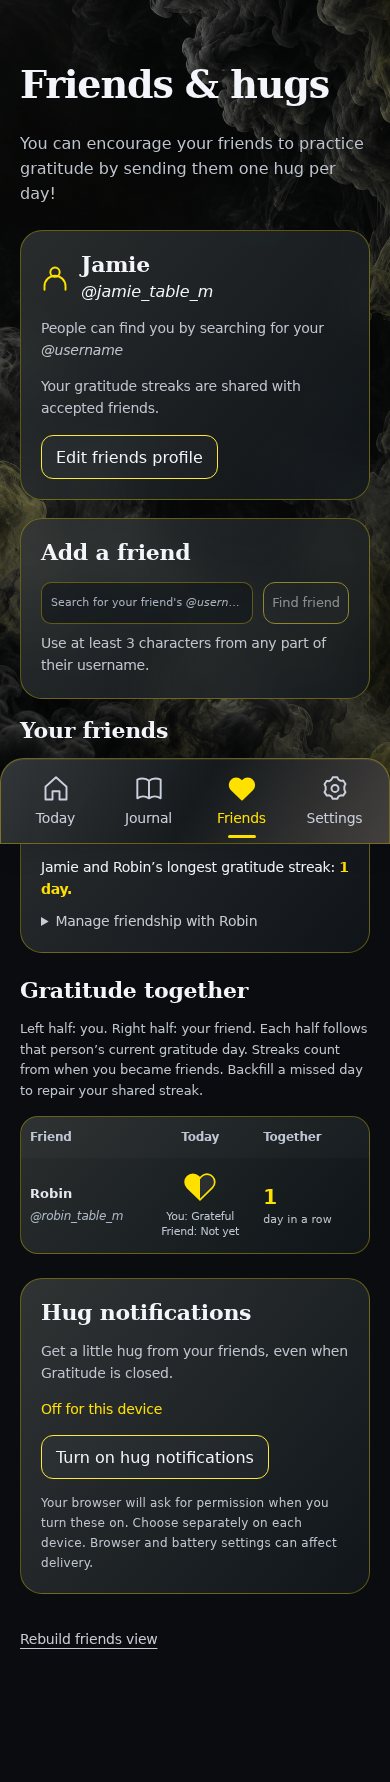 Friends & hugs
You can encourage your friends to practice
gratitude by sending them one hug per
day!
Jamie
@jamie_table_m
People can find you by searching for your
@username
Your gratitude streaks are shared with
accepted friends.
Edit friends profile
Add a friend
Search for your friend's @usern...
Find friend
Use at least 3 characters from any part of
their username.
Your friends
Today
Journal
Friends
Settings
Jamie and Robin’s longest gratitude streak: 1
day.
▶ Manage friendship with Robin
Gratitude together
Left half: you. Right half: your friend. Each half follows
that person’s current gratitude day. Streaks count
from when you became friends. Backfill a missed day
to repair your shared streak.
Friend Today Together
Robin
@robin_table_m
You: Grateful
Friend: Not yet
1
day in a row
Hug notifications
Get a little hug from your friends, even when
Gratitude is closed.
Off for this device
Turn on hug notifications
Your browser will ask for permission when you
turn these on. Choose separately on each
device. Browser and battery settings can affect
delivery.
Rebuild friends view